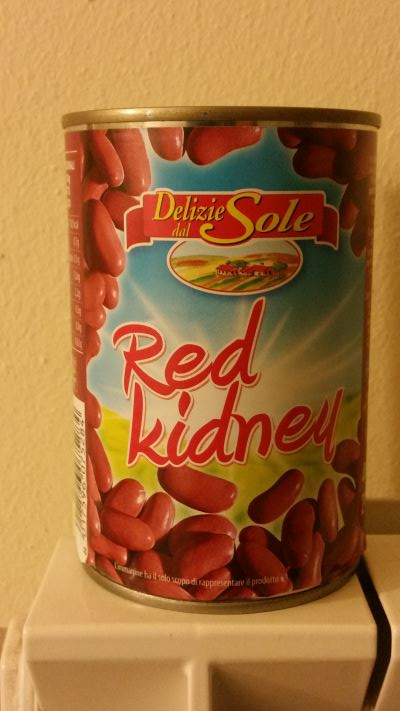 Delizie
dal Sole
Red
kidney
L'immagine ha il solo scopo di rappresentare il prodotto